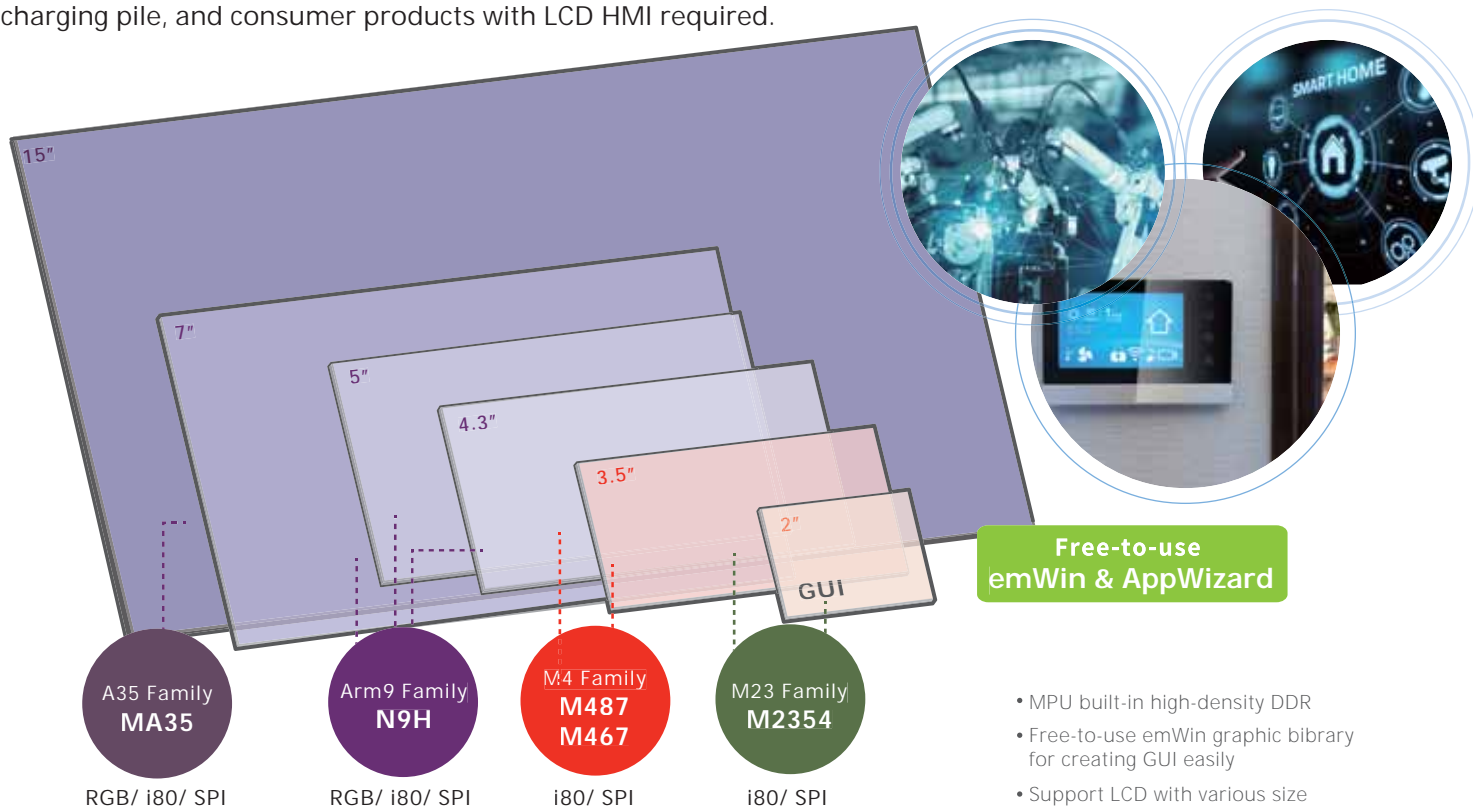 charging pile, and consumer products with LCD HMI required.
15"
7"
5"
4.3"
3.5"
2"
GUI
SMART HOME
Free-to-use
emWin & AppWizard
A35 Family
MA35
RGB/ i80/ SPI
Arm9 Family
N9H
RGB/ i80/ SPI
M4 Family
M487
M467
i80/ SPI
M23 Family
M2354
i80/ SPI
• MPU built-in high-density DDR
• Free-to-use emWin graphic bibrary
for creating GUI easily
• Support LCD with various size